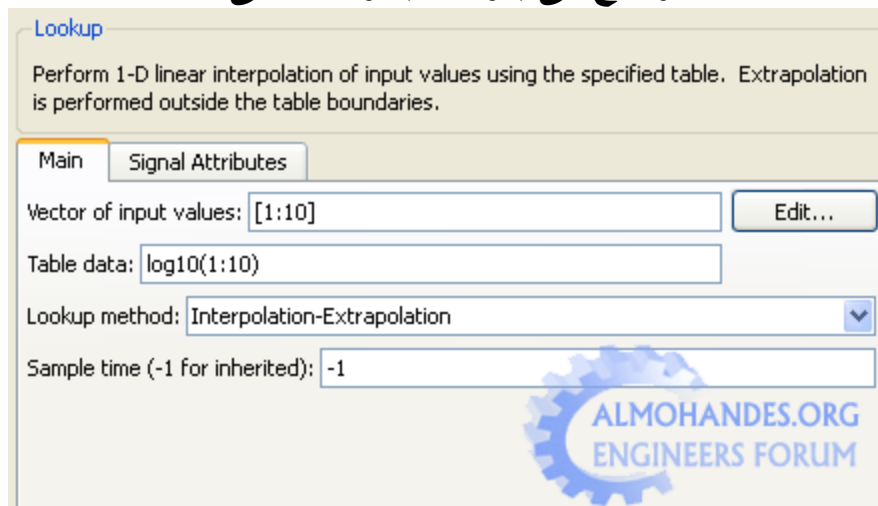 Lookup
Perform 1-D linear interpolation of input values using the specified table. Extrapolation
is performed outside the table boundaries.
Main Signal Attributes
Vector of input values: [1:10] Edit...
Table data: log10(1:10)
Lookup method: Interpolation-Extrapolation
Sample time (-1 for inherited): -1
ALMOHANDES.ORG
ENGINEERS FORUM